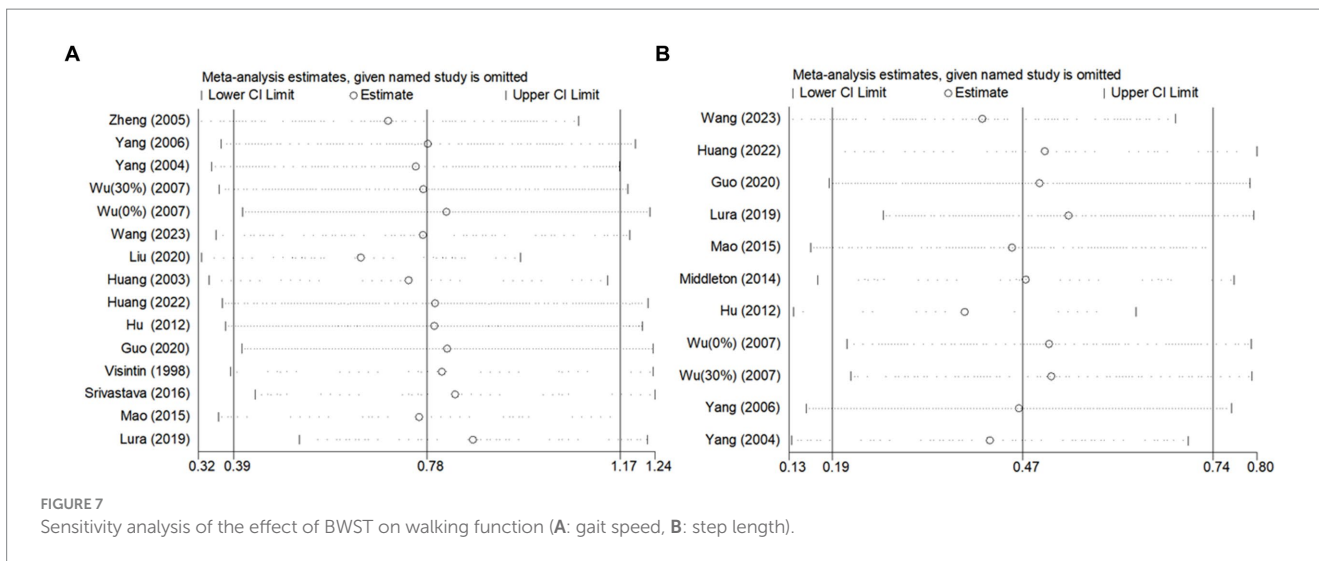 A
Meta-analysis estimates, given named study is omitted
| Lower CI Limit ○ Estimate | Upper CI Limit
Zheng (2005)
Yang (2006)
Yang (2004)
Wu(30%) (2007)
Wu(0%) (2007)
Wang (2023)
Liu (2020)
Huang (2003)
Huang (2022)
Hu (2012)
Guo (2020)
Visintin (1998)
Srivastava (2016)
Mao (2015)
Lura (2019)
0.32 0.39 0.78 1.17 1.24
B
Meta-analysis estimates, given named study is omitted
| Lower CI Limit ○ Estimate | Upper CI Limit
Wang (2023)
Huang (2022)
Guo (2020)
Lura (2019)
Mao (2015)
Middleton (2014)
Hu (2012)
Wu(0%) (2007)
Wu(30%) (2007)
Yang (2006)
Yang (2004)
0.13 0.19 0.47 0.74 0.80
FIGURE 7
Sensitivity analysis of the effect of BWST on walking function (A: gait speed, B: step length).